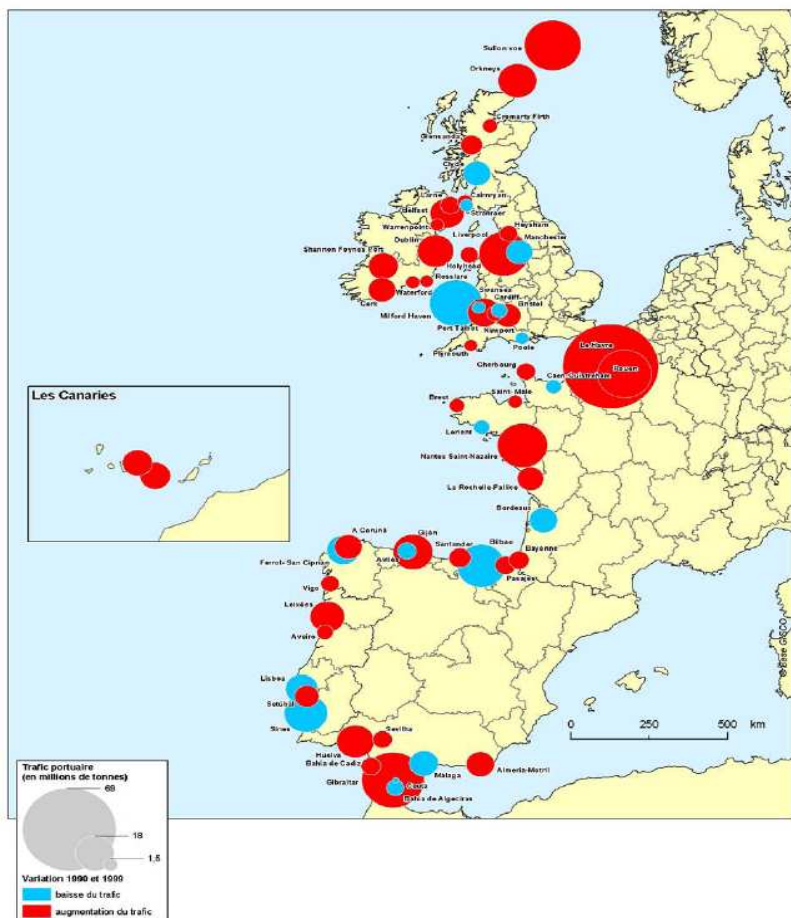 Sullom voe
Orkneys
Cromarty Firth
Glensanda
Clyde
Larne
Cairnryan
Belfast
Stranraer
Warrenpoint
Heysham
Liverpool
Manchester
Dublin
Shannon Foynes Port
Holyhead
Rosslare
Waterford
Swansea
Cardiff
Bristol
Cork
Milford Haven
Port Talbot
Newport
Poole
Plymouth
Le Havre
Rouen
Cherbourg
Caen-Ouistreham
Saint-Malo
Brest
Lorient
Nantes Saint-Nazaire
La Rochelle-Pallice
Bordeaux
Les Canaries
A Coruña
Gijón
Santander
Bilbao
Ferrol- San Ciprian
Avilés
Bayonne
Pasajes
Vigo
Leixões
Aveiro
Lisboa
Setúbal
Sines
0 250 500 km
Sevilha
Huelva
Bahia de Cadiz
Malaga
Almeria-Motril
Gibraltar
Ceuta
Bahia de Algeciras
Trafic portuaire
(en millions de tonnes)
68
18
1,5
Variation 1990 et 1999
baisse du trafic
augmentation du trafic